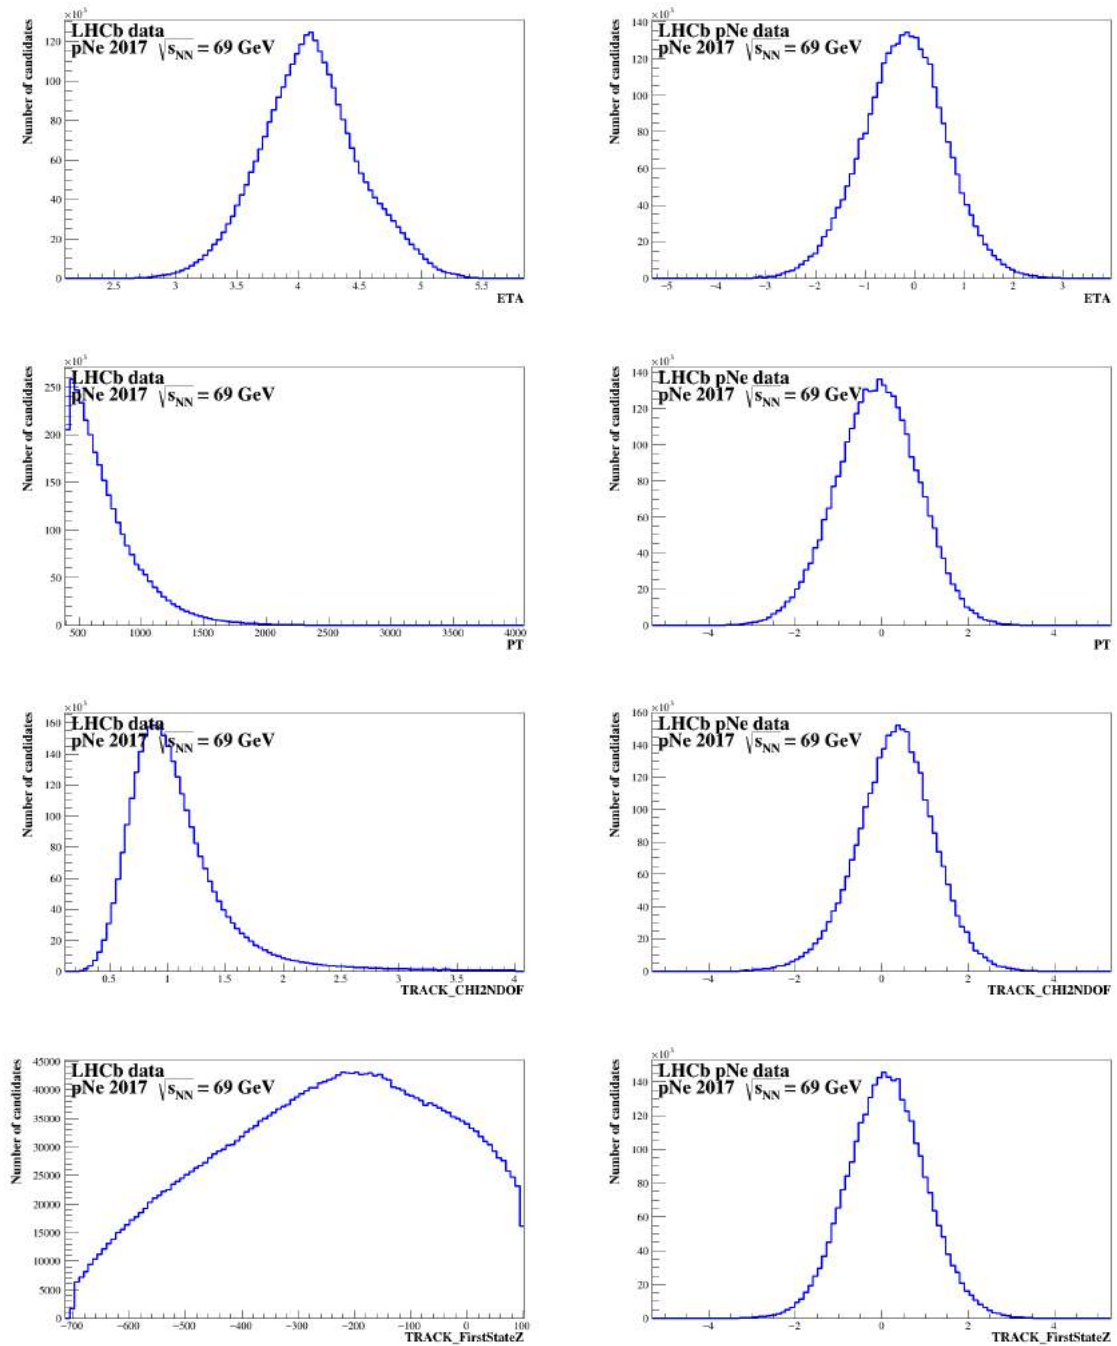 ×10³
LHCb data
pNe 2017 √sNN = 69 GeV
Number of candidates
120
100
80
60
40
20
0
2.5 3 3.5 4 4.5 5 5.5
ETA
×10³
LHCb pNe data
pNe 2017 √sNN = 69 GeV
Number of candidates
140
120
100
80
60
40
20
0
−5 −4 −3 −2 −1 0 1 2 3
ETA
×10³
LHCb data
pNe 2017 √sNN = 69 GeV
Number of candidates
250
200
150
100
50
0
500 1000 1500 2000 2500 3000 3500 4000
PT
×10³
LHCb pNe data
pNe 2017 √sNN = 69 GeV
Number of candidates
140
120
100
80
60
40
20
0
−4 −2 0 2 4
PT
×10³
LHCb data
pNe 2017 √sNN = 69 GeV
Number of candidates
160
140
120
100
80
60
40
20
0
0.5 1 1.5 2 2.5 3 3.5 4
TRACK_CHI2NDOF
×10³
LHCb pNe data
pNe 2017 √sNN = 69 GeV
Number of candidates
160
140
120
100
80
60
40
20
0
−4 −2 0 2 4
TRACK_CHI2NDOF
LHCb data
pNe 2017 √sNN = 69 GeV
Number of candidates
45000
40000
35000
30000
25000
20000
15000
10000
5000
0
−700 −600 −500 −400 −300 −200 −100 0 100
TRACK_FirstStateZ
×10³
LHCb pNe data
pNe 2017 √sNN = 69 GeV
Number of candidates
140
120
100
80
60
40
20
0
−4 −2 0 2 4
TRACK_FirstStateZ